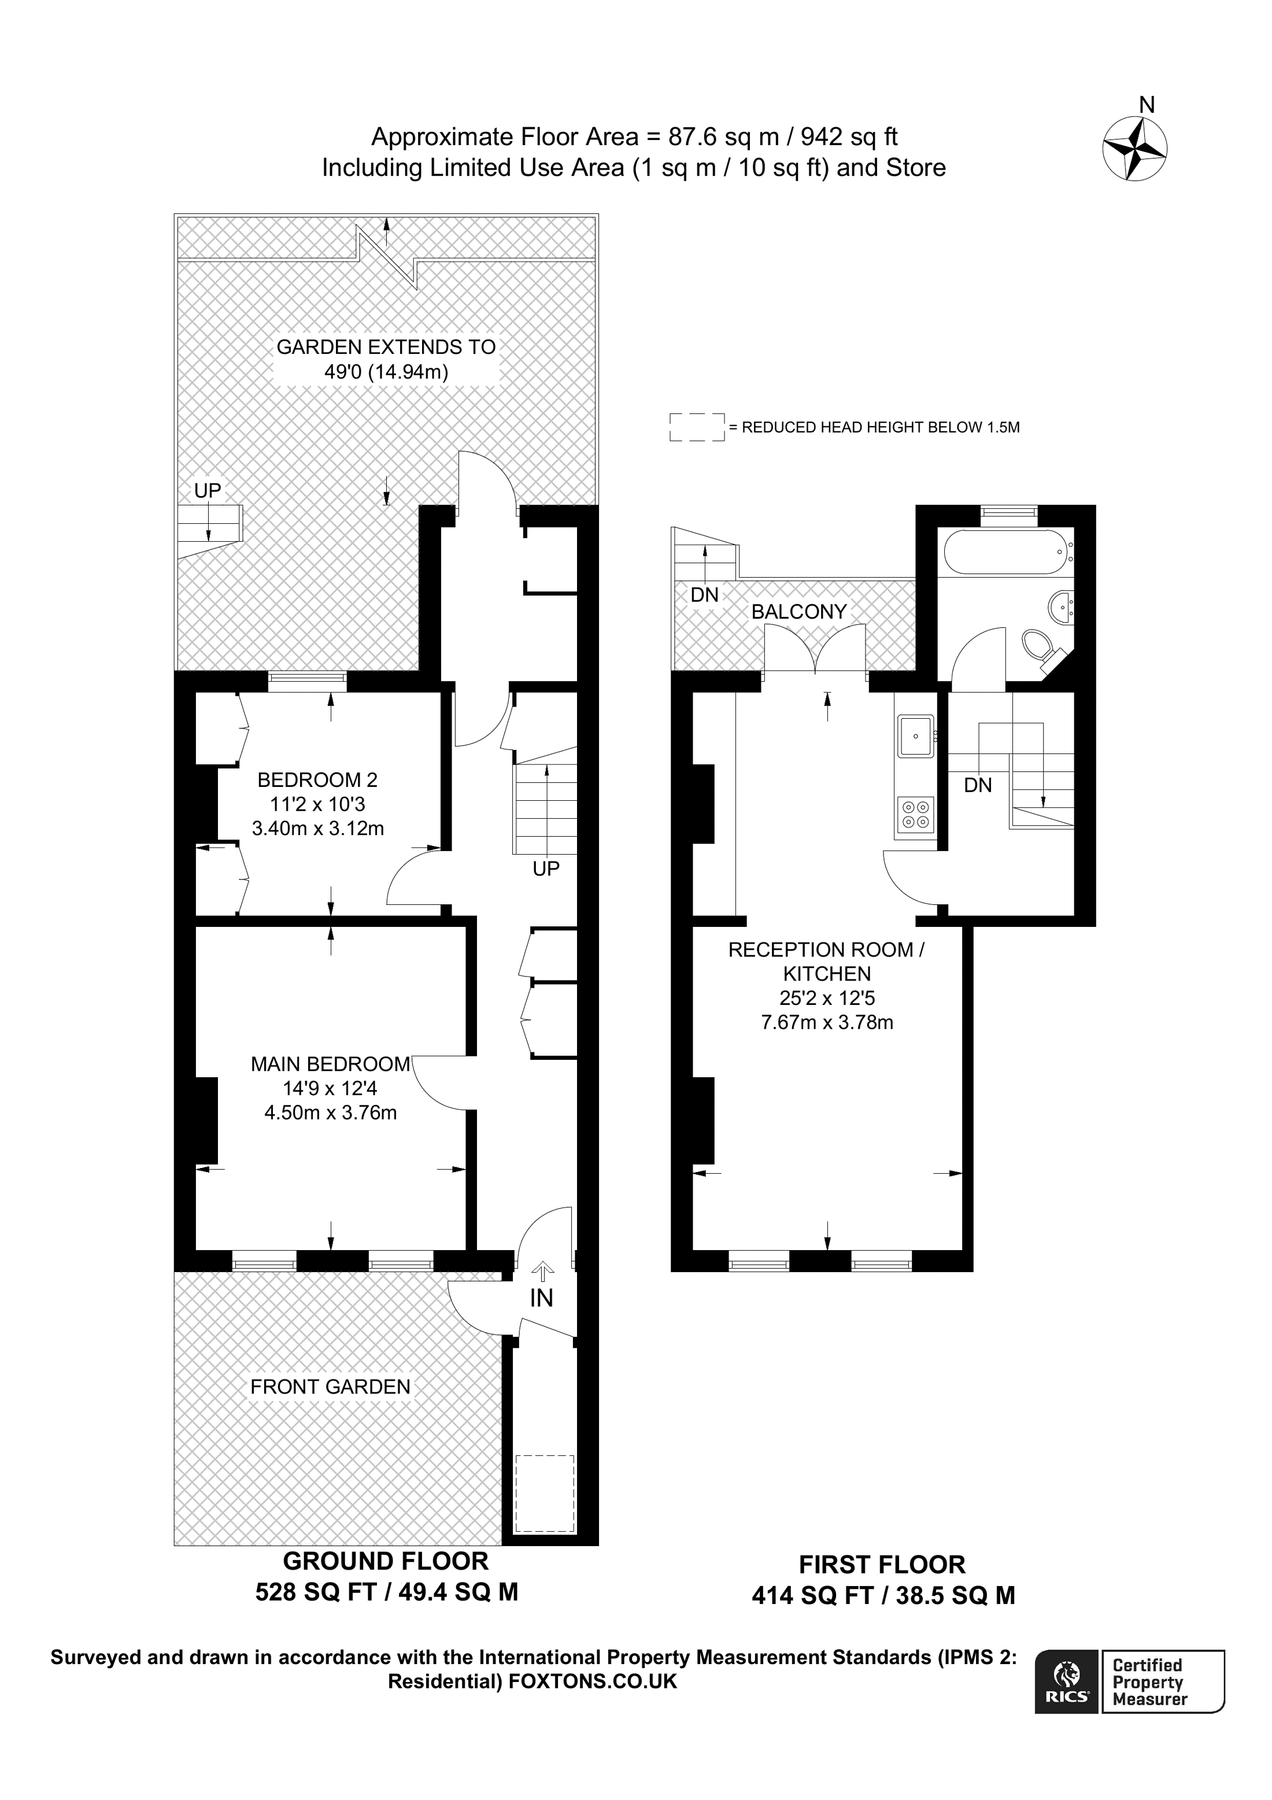 N
Approximate Floor Area = 87.6 sq m / 942 sq ft
Including Limited Use Area (1 sq m / 10 sq ft) and Store
GARDEN EXTENDS TO
49'0 (14.94m)
= REDUCED HEAD HEIGHT BELOW 1.5M
UP
DN
BALCONY
BEDROOM 2
11'2 x 10'3
3.40m x 3.12m
UP
DN
RECEPTION ROOM /
KITCHEN
25'2 x 12'5
7.67m x 3.78m
MAIN BEDROOM
14'9 x 12'4
4.50m x 3.76m
IN
FRONT GARDEN
GROUND FLOOR
528 SQ FT / 49.4 SQ M
FIRST FLOOR
414 SQ FT / 38.5 SQ M
Surveyed and drawn in accordance with the International Property Measurement Standards (IPMS 2:
Residential) FOXTONS.CO.UK
RICS
Certified
Property
Measurer